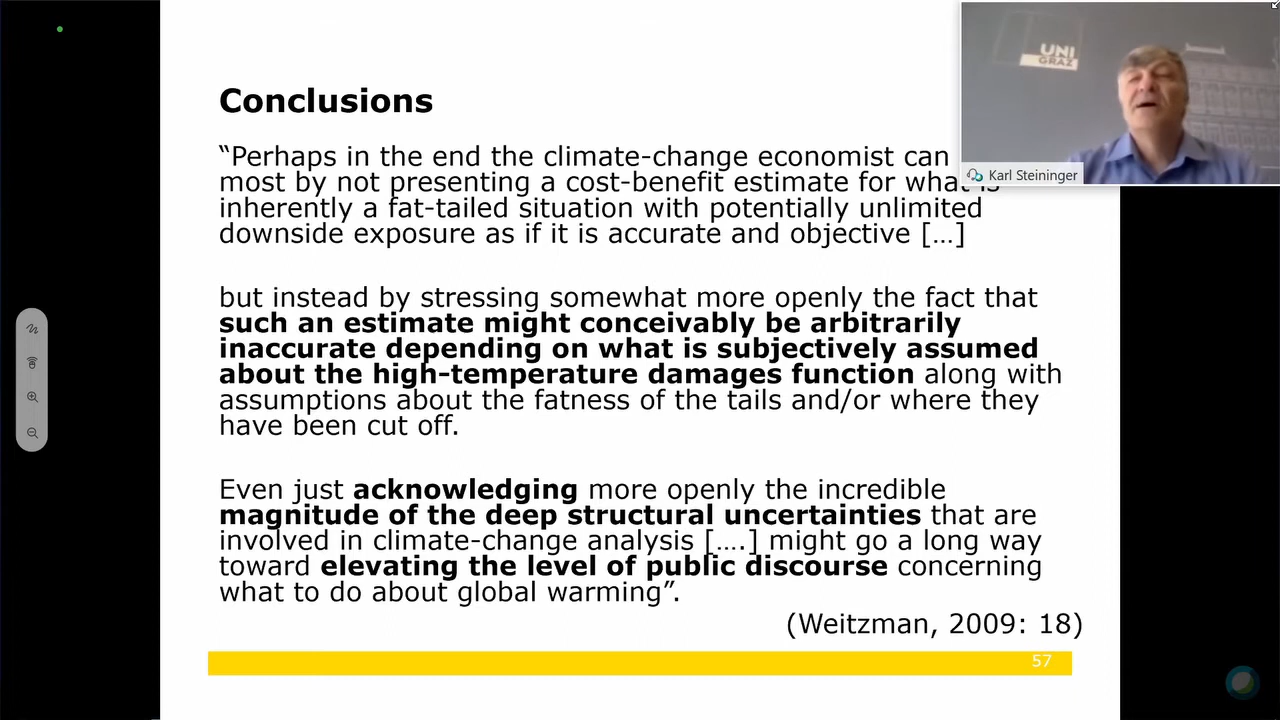 Conclusions
“Perhaps in the end the climate-change economist can
most by not presenting a cost-benefit estimate for what is
inherently a fat-tailed situation with potentially unlimited
downside exposure as if it is accurate and objective […]
but instead by stressing somewhat more openly the fact that
such an estimate might conceivably be arbitrarily
inaccurate depending on what is subjectively assumed
about the high-temperature damages function along with
assumptions about the fatness of the tails and/or where they
have been cut off.
Even just acknowledging more openly the incredible
magnitude of the deep structural uncertainties that are
involved in climate-change analysis [….] might go a long way
toward elevating the level of public discourse concerning
what to do about global warming”.
(Weitzman, 2009: 18)
57
UNI
GRAZ
Karl Steininger